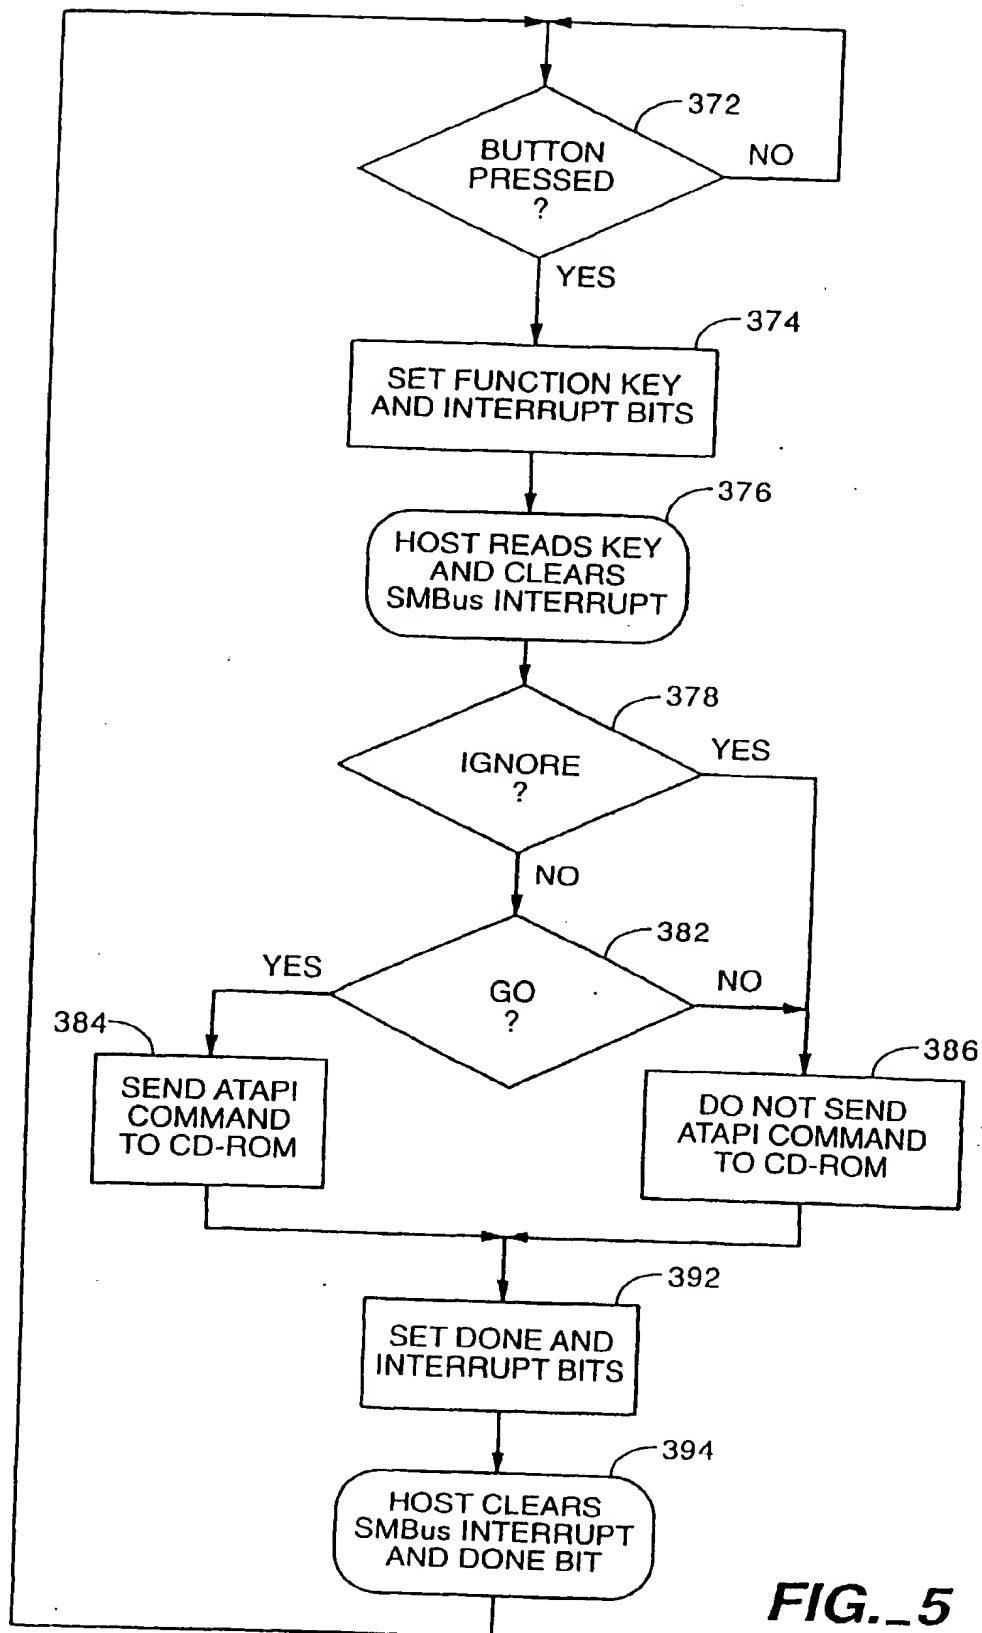 372
BUTTON
PRESSED
?
NO
YES
374
SET FUNCTION KEY
AND INTERRUPT BITS
376
HOST READS KEY
AND CLEARS
SMBus INTERRUPT
378
IGNORE
?
YES
NO
382
GO
?
YES
NO
384
SEND ATAPI
COMMAND
TO CD-ROM
386
DO NOT SEND
ATAPI COMMAND
TO CD-ROM
392
SET DONE AND
INTERRUPT BITS
394
HOST CLEARS
SMBus INTERRUPT
AND DONE BIT
FIG._5